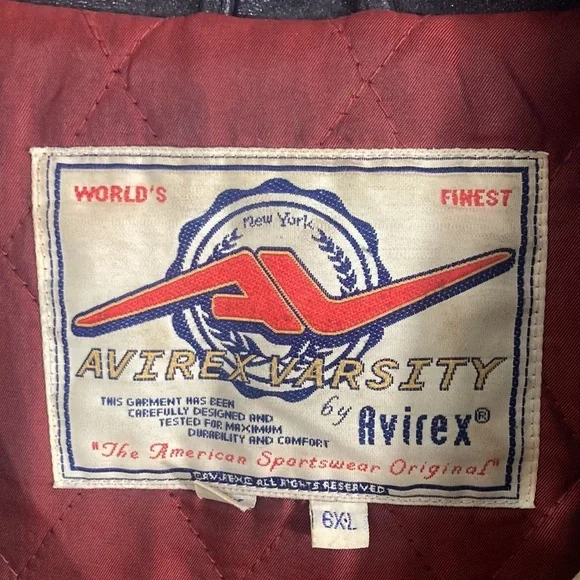 WORLD'S FINEST
New York
AVIREX VARSITY
by Avirex®
THIS GARMENT HAS BEEN
CAREFULLY DESIGNED AND
TESTED FOR MAXIMUM
DURABILITY AND COMFORT
"The American Sportswear Original"
©AVIREX® ALL RIGHTS RESERVED
6XL